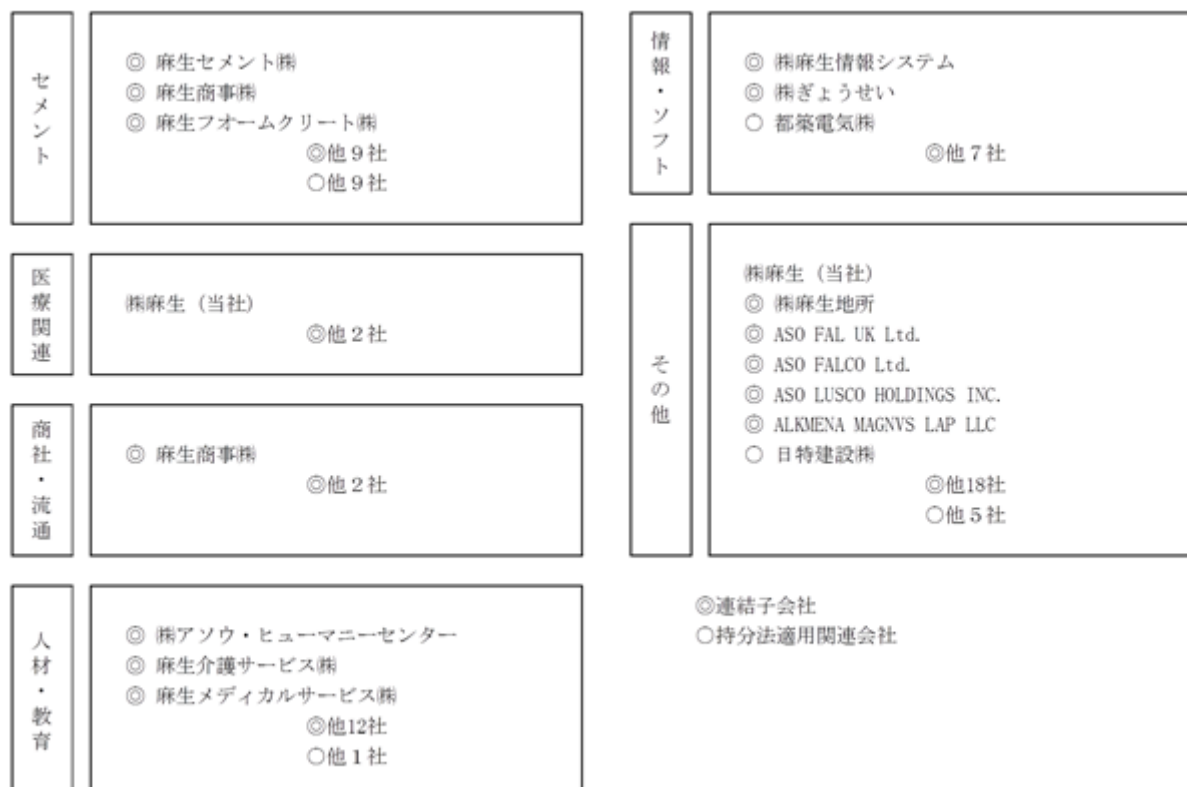 セメント
◎ 麻生セメント㈱
◎ 麻生商事㈱
◎ 麻生フオームクリート㈱
◎他9社
○他9社
医療関連
㈱麻生 (当社)
◎他2社
商社・流通
◎ 麻生商事㈱
◎他2社
人材・教育
◎ ㈱アソウ・ヒューマニーセンター
◎ 麻生介護サービス㈱
◎ 麻生メディカルサービス㈱
◎他12社
○他1社
情報・ソフト
◎ ㈱麻生情報システム
◎ ㈱ぎょうせい
○ 都築電気㈱
◎他7社
その他
㈱麻生 (当社)
◎ ㈱麻生地所
◎ ASO FAL UK Ltd.
◎ ASO FALCO Ltd.
◎ ASO LUSCO HOLDINGS INC.
◎ ALKMENA MAGNVS LAP LLC
○ 日特建設㈱
◎他18社
○他5社
◎連結子会社
○持分法適用関連会社